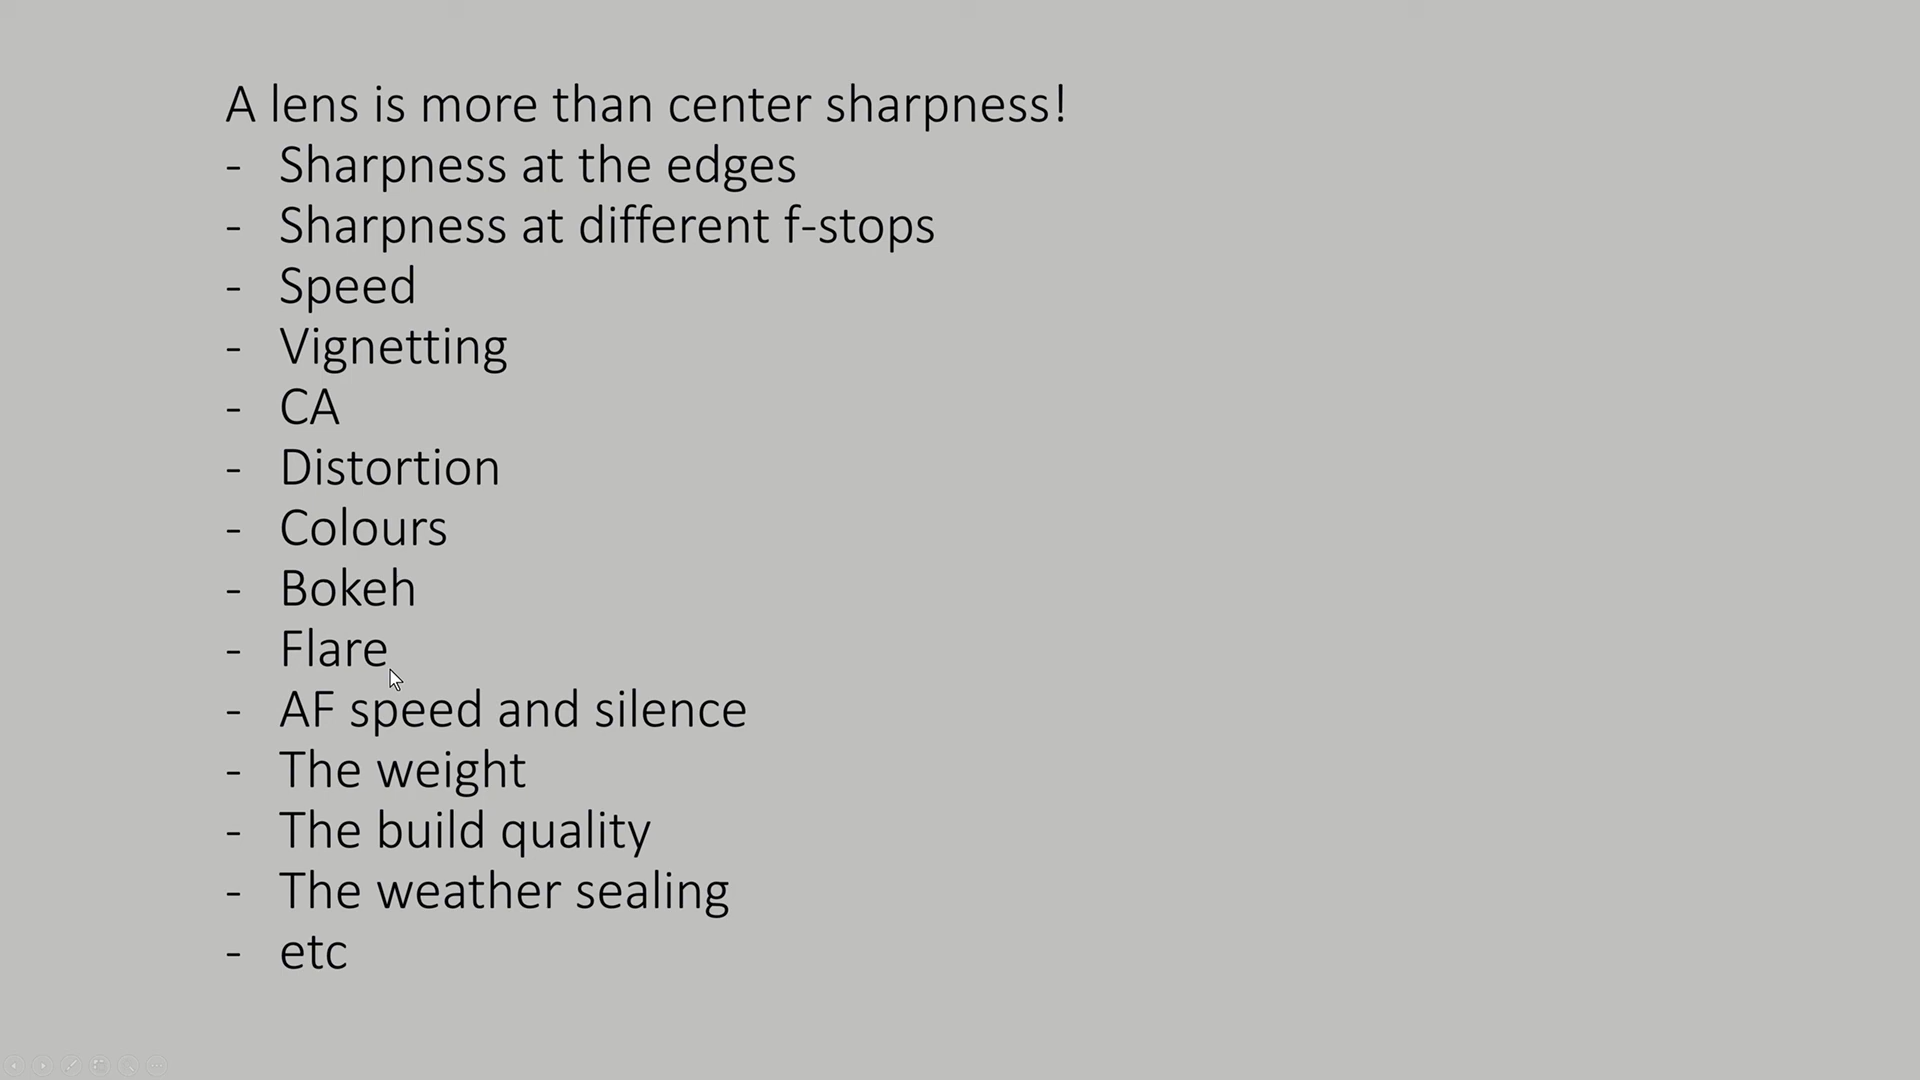 A lens is more than center sharpness!
- Sharpness at the edges
- Sharpness at different f-stops
- Speed
- Vignetting
- CA
- Distortion
- Colours
- Bokeh
- Flare
- AF speed and silence
- The weight
- The build quality
- The weather sealing
- etc